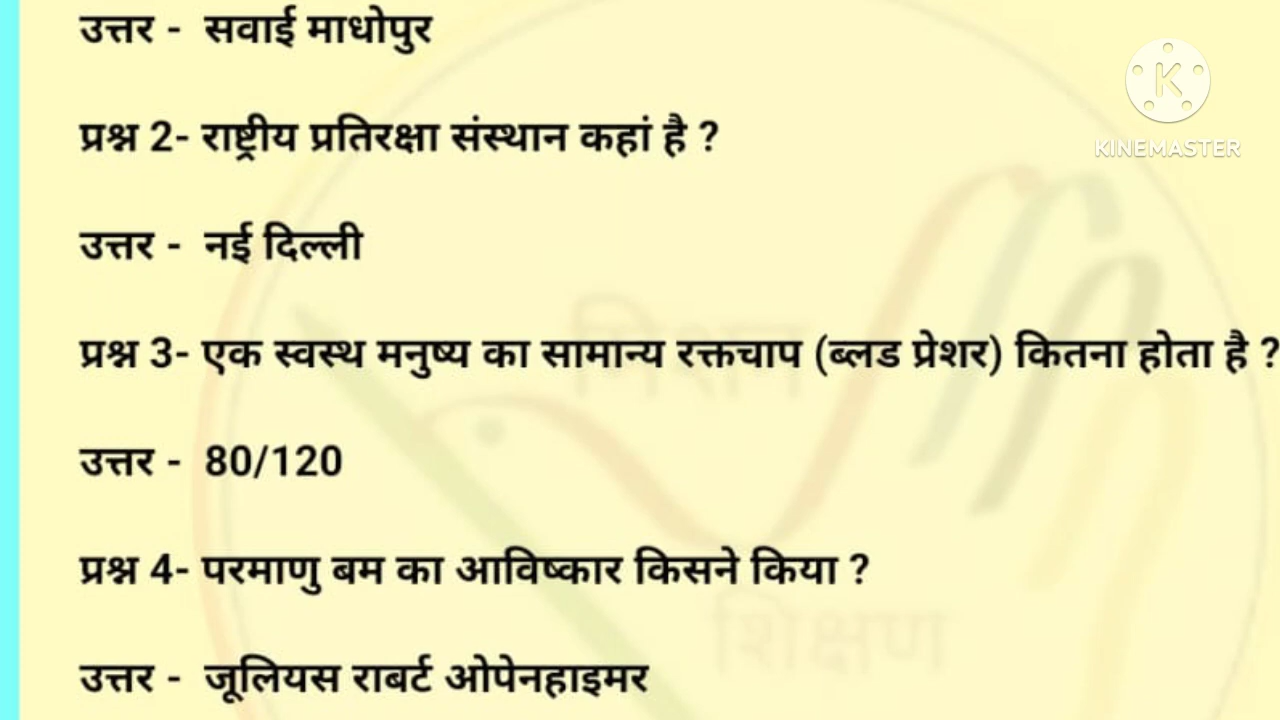 उत्तर - सवाई माधोपुर
KINEMASTER
प्रश्न 2- राष्ट्रीय प्रतिरक्षा संस्थान कहां है ?
उत्तर - नई दिल्ली
प्रश्न 3- एक स्वस्थ मनुष्य का सामान्य रक्तचाप (ब्लड प्रेशर) कितना होता है ?
उत्तर - 80/120
प्रश्न 4- परमाणु बम का आविष्कार किसने किया ?
शिक्षण
उत्तर - जूलियस राबर्ट ओपेनहाइमर